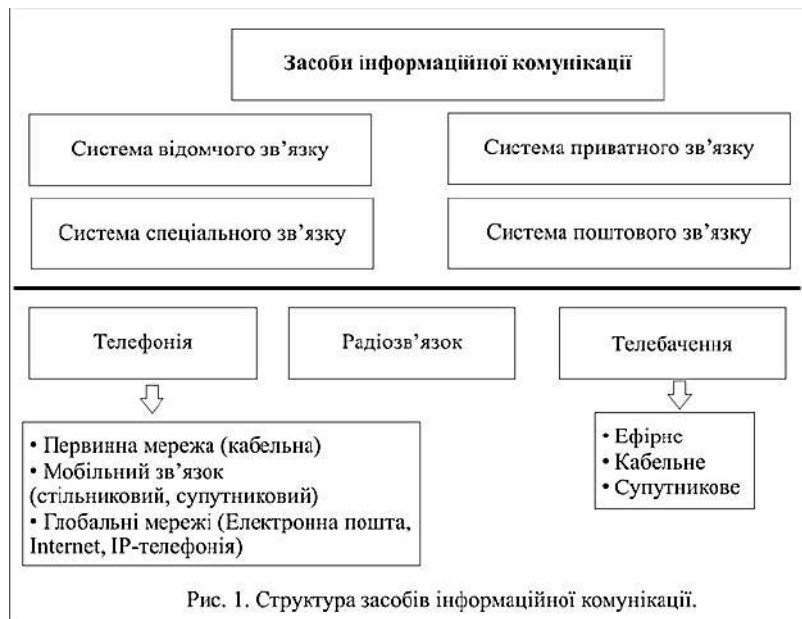 Засоби інформаційної комунікації
Система відомчого зв’язку
Система приватного зв’язку
Система спеціального зв’язку
Система поштового зв’язку
Телефонія
Радіозв’язок
Телебачення
• Первинна мережа (кабельна)
• Мобільний зв’язок
(стільниковий, супутниковий)
• Глобальні мережі (Електронна пошта,
Internet, IP-телефонія)
• Ефірне
• Кабельне
• Супутникове
Рис. 1. Структура засобів інформаційної комунікації.